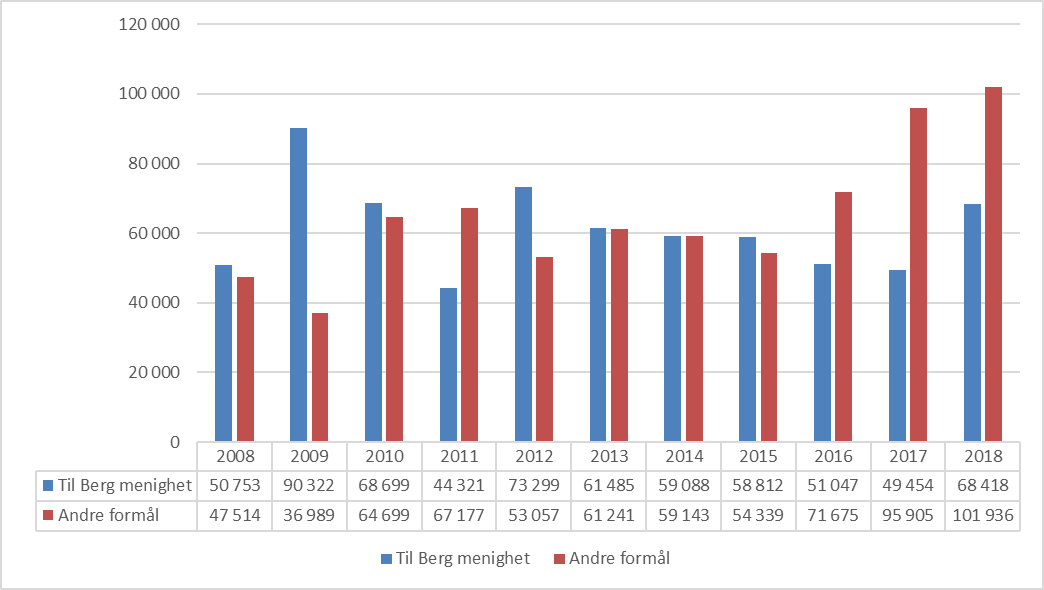 120 000
100 000
80 000
60 000
40 000
20 000
0
2008 2009 2010 2011 2012 2013 2014 2015 2016 2017 2018
Til Berg menighet 50 753 90 322 68 699 44 321 73 299 61 485 59 088 58 812 51 047 49 454 68 418
Andre formål 47 514 36 989 64 699 67 177 53 057 61 241 59 143 54 339 71 675 95 905 101 936
Til Berg menighet Andre formål